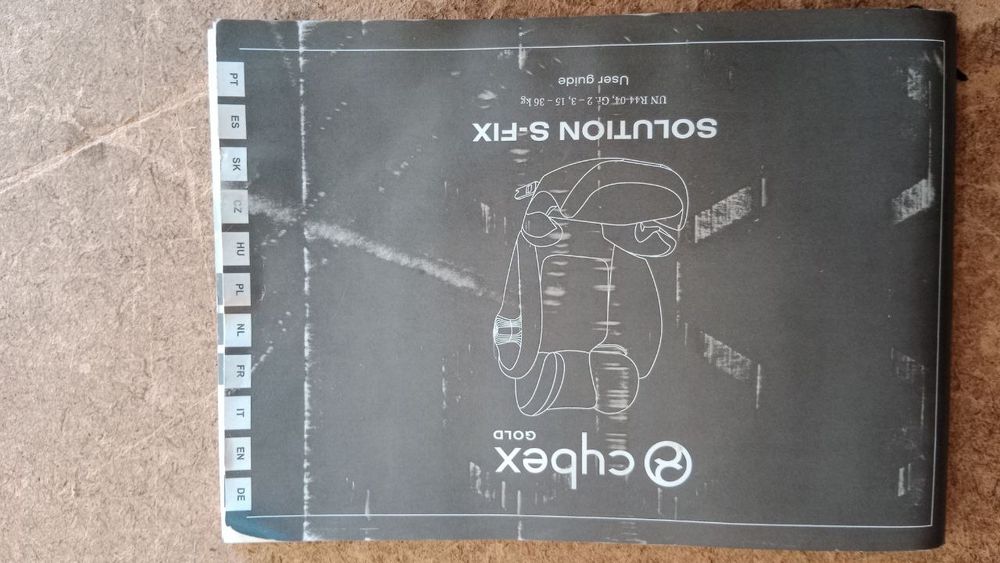 cybex
GOLD
SOLUTION S-FIX
UN R44-04, Gr. 2 – 3, 15 – 36 kg
User guide
DE
EN
IT
FR
NL
PL
HU
CZ
SK
ES
PT